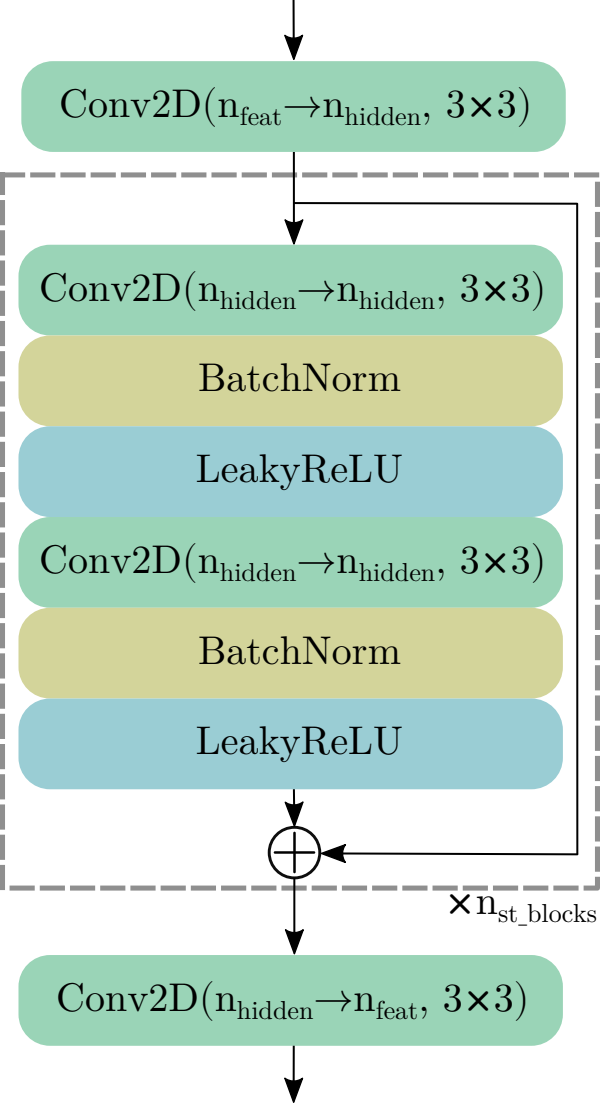 Conv2D(n_feat→n_hidden, 3×3)
Conv2D(n_hidden→n_hidden, 3×3)
BatchNorm
LeakyReLU
Conv2D(n_hidden→n_hidden, 3×3)
BatchNorm
LeakyReLU
×n_st_blocks
Conv2D(n_hidden→n_feat, 3×3)